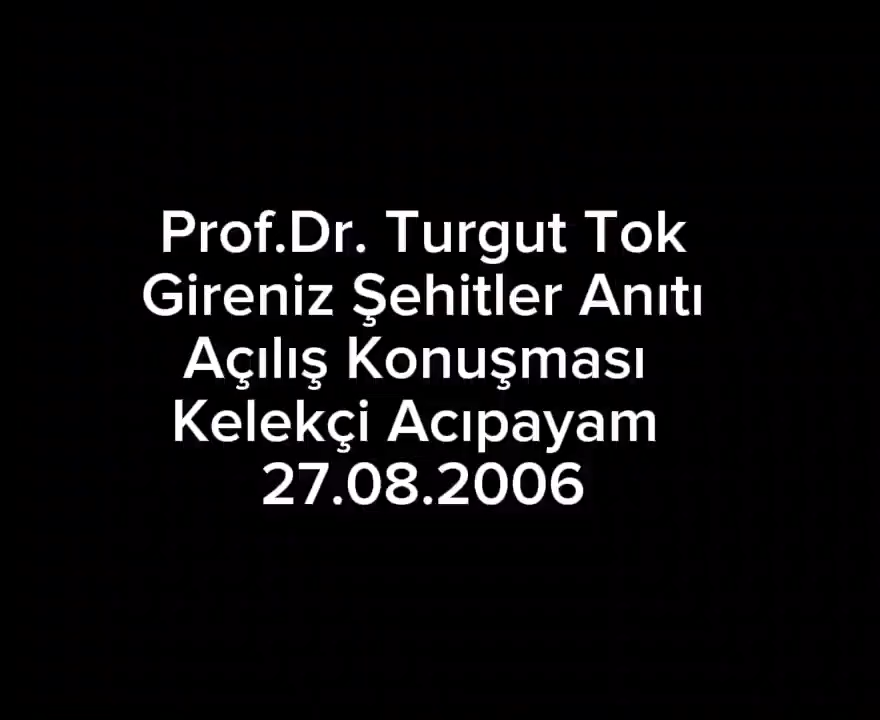 Prof.Dr. Turgut Tok
Gireniz Şehitler Anıtı
Açılış Konuşması
Kelekçi Acıpayam
27.08.2006